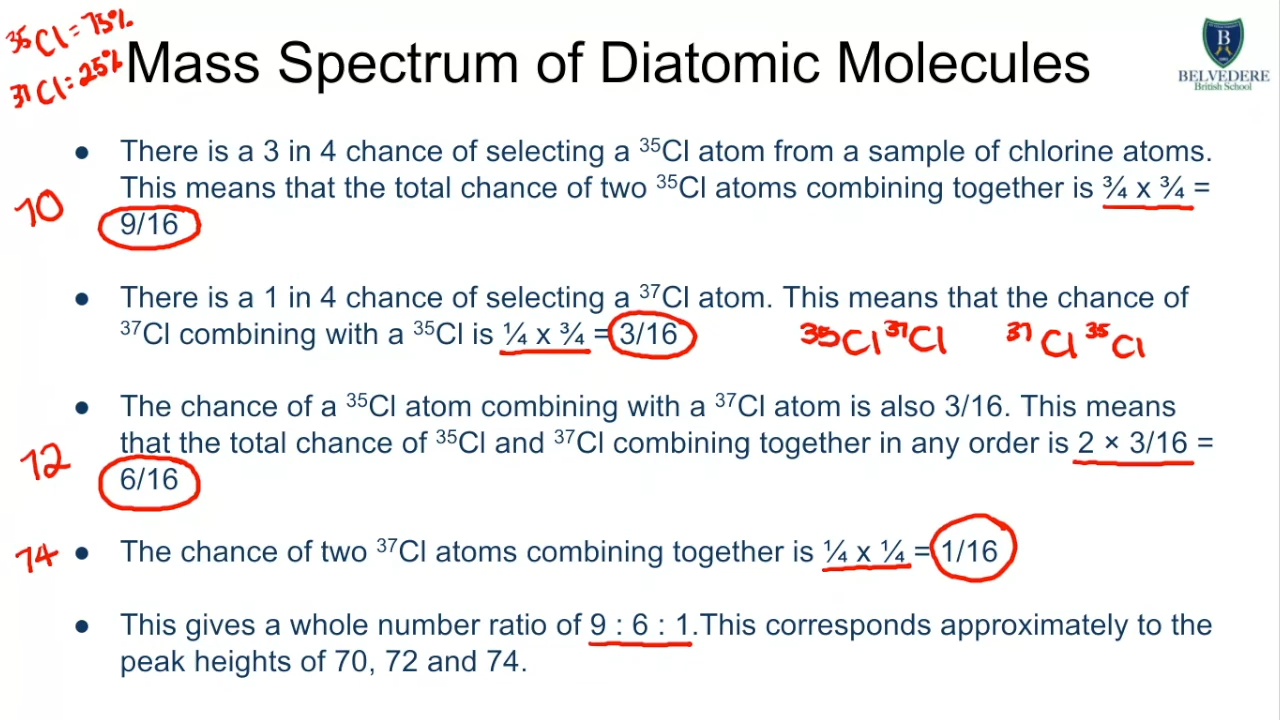 ³⁵Cl = 75%
³⁷Cl = 25%
Mass Spectrum of Diatomic Molecules
B
BELVEDERE
British School
● There is a 3 in 4 chance of selecting a ³⁵Cl atom from a sample of chlorine atoms.
This means that the total chance of two ³⁵Cl atoms combining together is ¾ x ¾ =
70
9/16
● There is a 1 in 4 chance of selecting a ³⁷Cl atom. This means that the chance of
³⁷Cl combining with a ³⁵Cl is ¼ x ¾ = 3/16
³⁵Cl ³⁷Cl ³⁷Cl ³⁵Cl
● The chance of a ³⁵Cl atom combining with a ³⁷Cl atom is also 3/16. This means
that the total chance of ³⁵Cl and ³⁷Cl combining together in any order is 2 × 3/16 =
72
6/16
74
● The chance of two ³⁷Cl atoms combining together is ¼ x ¼ = 1/16
● This gives a whole number ratio of 9 : 6 : 1.This corresponds approximately to the
peak heights of 70, 72 and 74.